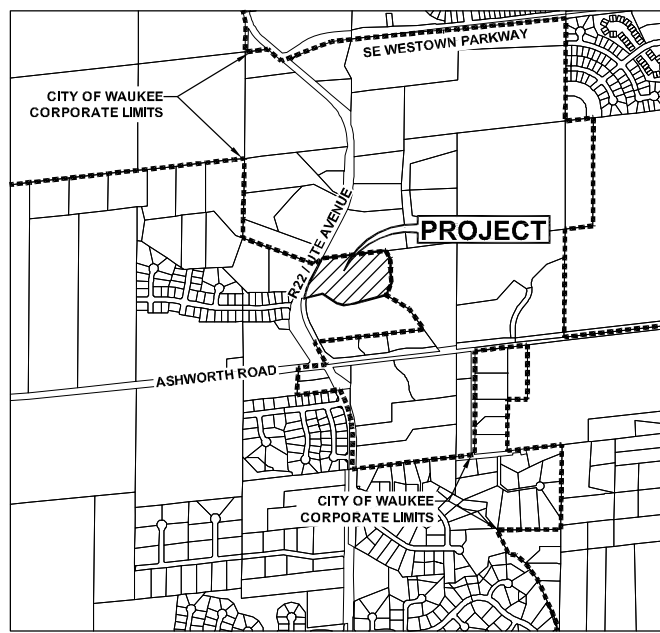 SE WESTOWN PARKWAY
CITY OF WAUKEE
CORPORATE LIMITS
R22 / UTE AVENUE
PROJECT
ASHWORTH ROAD
CITY OF WAUKEE
CORPORATE LIMITS